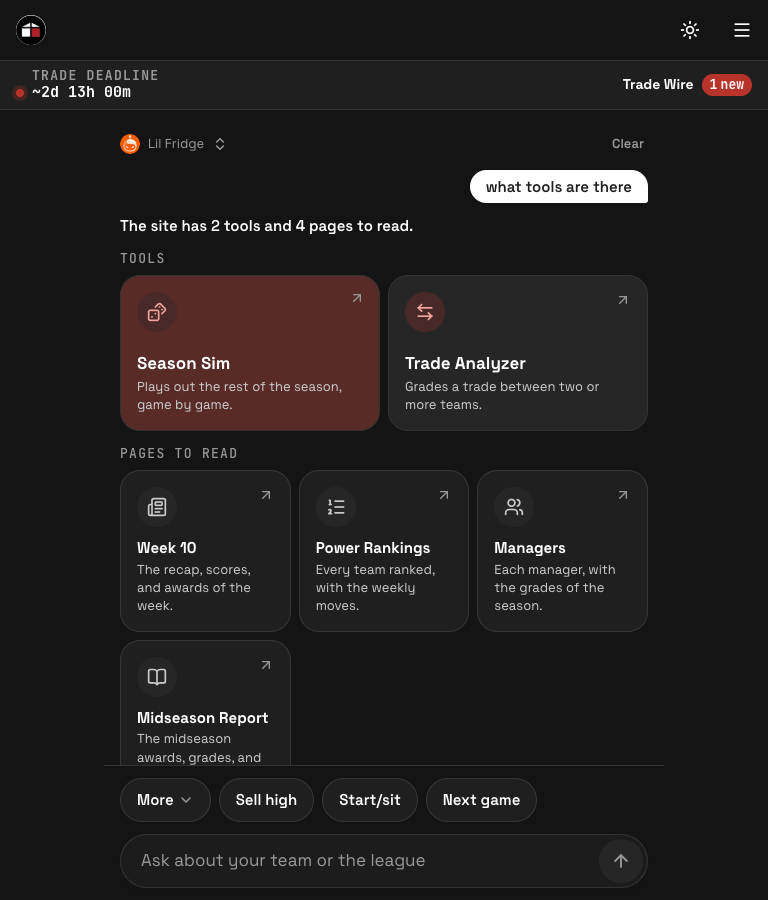 TRADE DEADLINE
~2d 13h 00m
Trade Wire
1 new
Lil Fridge
Clear
what tools are there
The site has 2 tools and 4 pages to read.
TOOLS
Season Sim
Plays out the rest of the season,
game by game.
Trade Analyzer
Grades a trade between two or
more teams.
PAGES TO READ
Week 10
The recap, scores,
and awards of the
week.
Power Rankings
Every team ranked,
with the weekly
moves.
Managers
Each manager, with
the grades of the
season.
Midseason Report
The midseason
awards, grades, and
More
Sell high
Start/sit
Next game
Ask about your team or the league